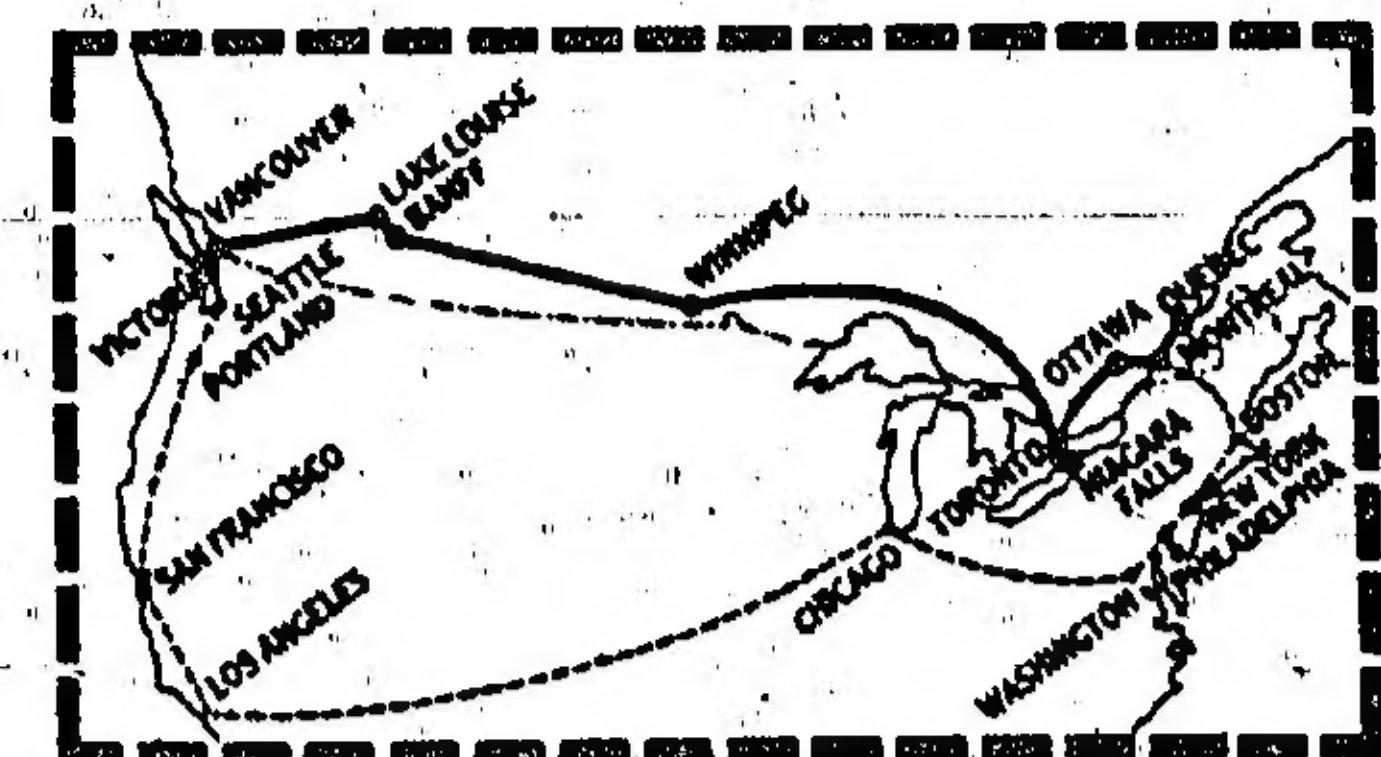 VANCOUVER
LAKE LOUISE
BANFF
WINNIPEG
VICTORIA
SEATTLE
PORTLAND
OTTAWA
QUEBEC
MONTREAL
BOSTON
SAN FRANCISCO
TORONTO
NIAGARA
FALLS
NEW YORK
PHILADELPHIA
LOS ANGELES
CHICAGO
WASHINGTON